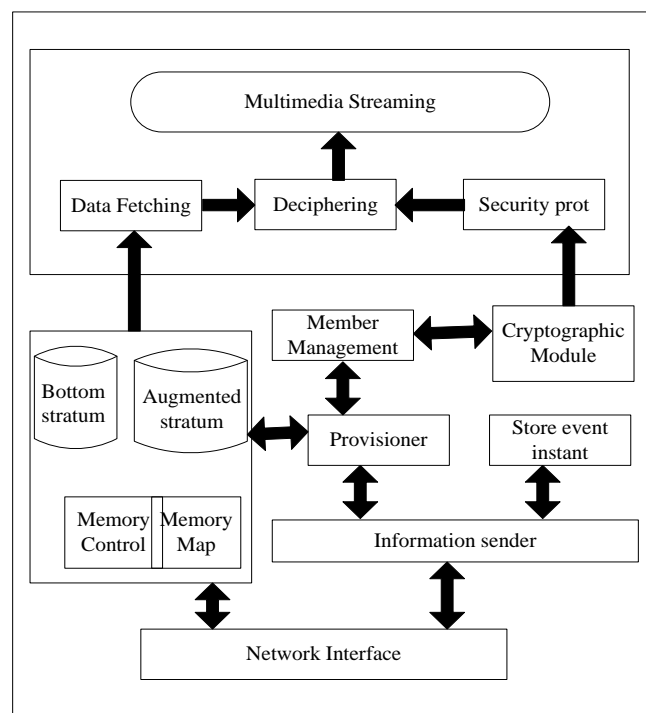 Multimedia Streaming
Data Fetching
Deciphering
Security prot
Member
Management
Cryptographic
Module
Bottom
stratum
Augmented
stratum
Provisioner
Store event
instant
Memory
Control
Memory
Map
Information sender
Network Interface